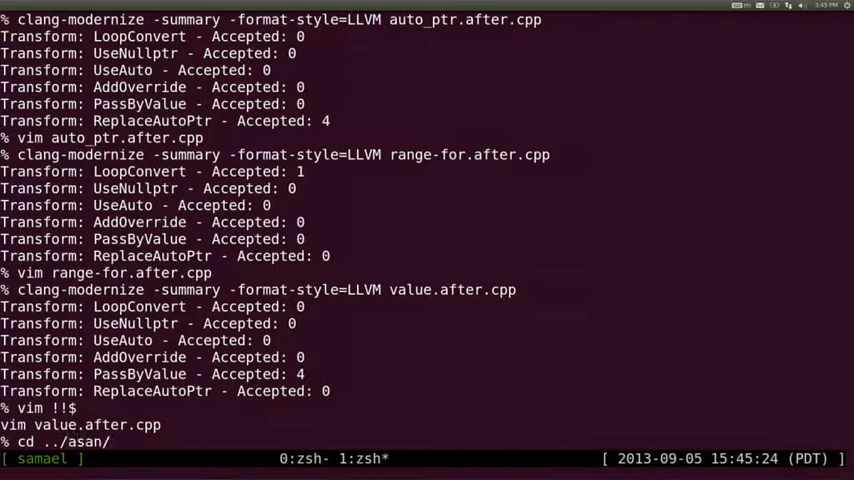 en 3:45 PM
% clang-modernize -summary -format-style=LLVM auto_ptr.after.cpp
Transform: LoopConvert - Accepted: 0
Transform: UseNullptr - Accepted: 0
Transform: UseAuto - Accepted: 0
Transform: AddOverride - Accepted: 0
Transform: PassByValue - Accepted: 0
Transform: ReplaceAutoPtr - Accepted: 4
% vim auto_ptr.after.cpp
% clang-modernize -summary -format-style=LLVM range-for.after.cpp
Transform: LoopConvert - Accepted: 1
Transform: UseNullptr - Accepted: 0
Transform: UseAuto - Accepted: 0
Transform: AddOverride - Accepted: 0
Transform: PassByValue - Accepted: 0
Transform: ReplaceAutoPtr - Accepted: 0
% vim range-for.after.cpp
% clang-modernize -summary -format-style=LLVM value.after.cpp
Transform: LoopConvert - Accepted: 0
Transform: UseNullptr - Accepted: 0
Transform: UseAuto - Accepted: 0
Transform: AddOverride - Accepted: 0
Transform: PassByValue - Accepted: 4
Transform: ReplaceAutoPtr - Accepted: 0
% vim !!$
vim value.after.cpp
% cd ../asan/
[ samael ] 0:zsh- 1:zsh* [ 2013-09-05 15:45:24 (PDT) ]